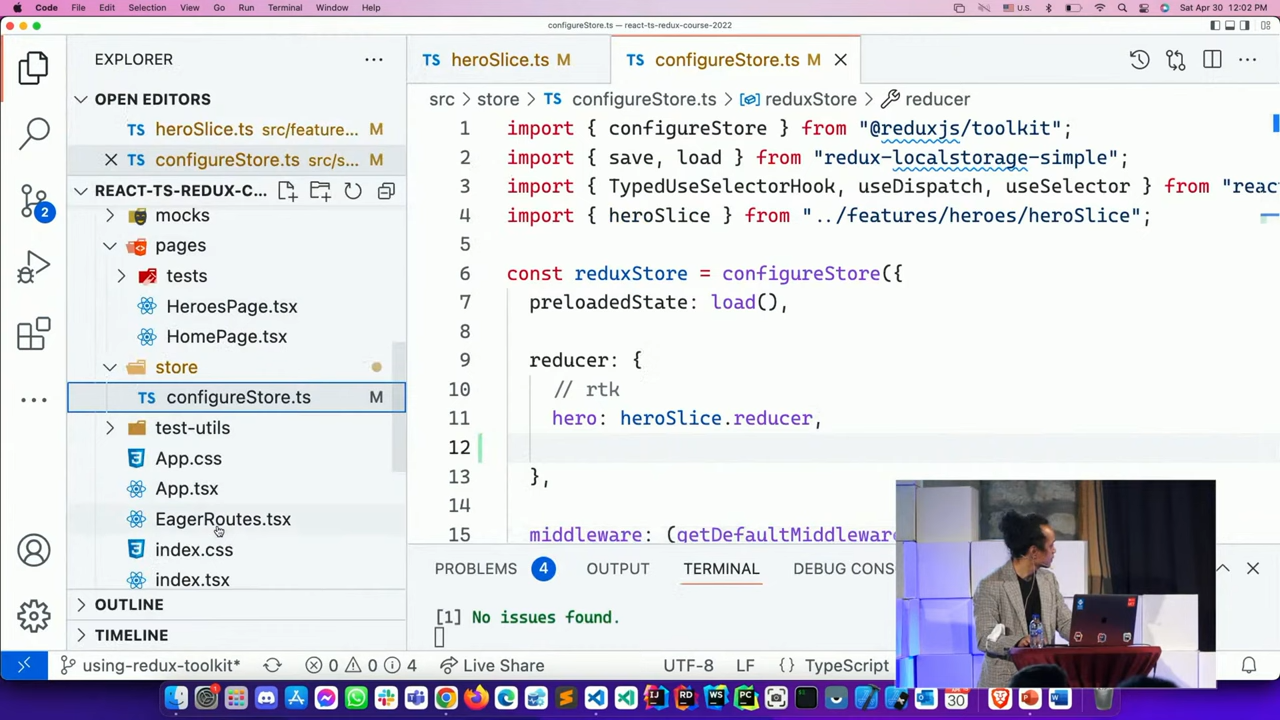 Code File Edit Selection View Go Run Terminal Window Help U.S. Sat Apr 30 12:02 PM
configureStore.ts — react-ts-redux-course-2022
EXPLORER
OPEN EDITORS
TS heroSlice.ts src/feature... M
TS configureStore.ts src/s... M
REACT-TS-REDUX-C...
mocks
pages
tests
HeroesPage.tsx
HomePage.tsx
store
TS configureStore.ts M
test-utils
App.css
App.tsx
EagerRoutes.tsx
index.css
index.tsx
OUTLINE
TIMELINE
2
TS heroSlice.ts M
TS configureStore.ts M
src store TS configureStore.ts reduxStore reducer
1 import { configureStore } from "@reduxjs/toolkit";
2 import { save, load } from "redux-localstorage-simple";
3 import { TypedUseSelectorHook, useDispatch, useSelector } from "reac
4 import { heroSlice } from "../features/heroes/heroSlice";
5
6 const reduxStore = configureStore({
7 preloadedState: load(),
8
9 reducer: {
10 // rtk
11 hero: heroSlice.reducer,
12
13 },
14
15 middleware: (getDefaultMiddlewar
PROBLEMS 4 OUTPUT TERMINAL DEBUG CONS
[1] No issues found.
using-redux-toolkit* 0 0 4 Live Share UTF-8 LF {} TypeScript
30